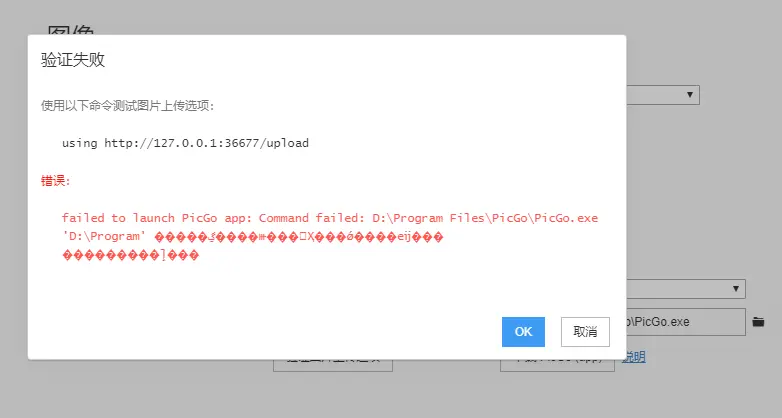 图像
验证失败
使用以下命令测试图片上传选项:
using http://127.0.0.1:36677/upload
错误:
failed to launch PicGo app: Command failed: D:\Program Files\PicGo\PicGo.exe
'D:\Program'
OK
取消
\PicGo.exe
说明